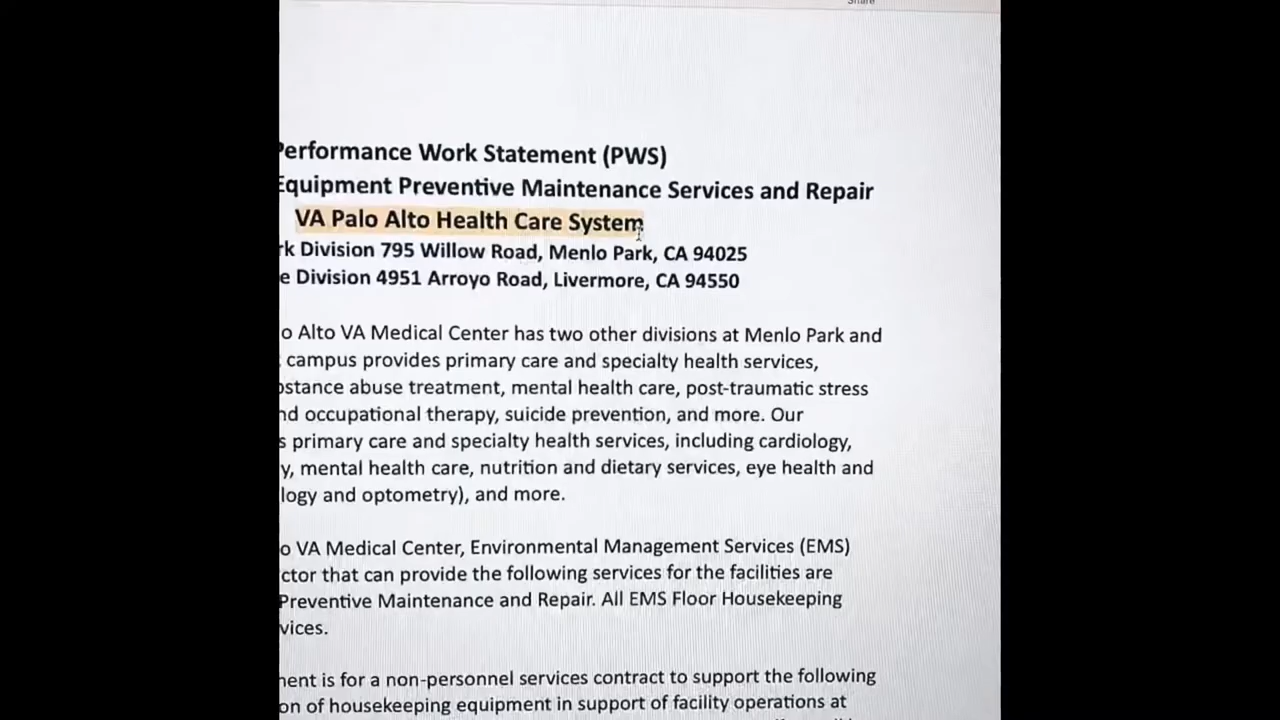 Share
Performance Work Statement (PWS)
Equipment Preventive Maintenance Services and Repair
VA Palo Alto Health Care System
rk Division 795 Willow Road, Menlo Park, CA 94025
e Division 4951 Arroyo Road, Livermore, CA 94550
o Alto VA Medical Center has two other divisions at Menlo Park and
campus provides primary care and specialty health services,
bstance abuse treatment, mental health care, post-traumatic stress
nd occupational therapy, suicide prevention, and more. Our
s primary care and specialty health services, including cardiology,
y, mental health care, nutrition and dietary services, eye health and
logy and optometry), and more.
o VA Medical Center, Environmental Management Services (EMS)
ctor that can provide the following services for the facilities are
Preventive Maintenance and Repair. All EMS Floor Housekeeping
vices.
ment is for a non-personnel services contract to support the following
on of housekeeping equipment in support of facility operations at